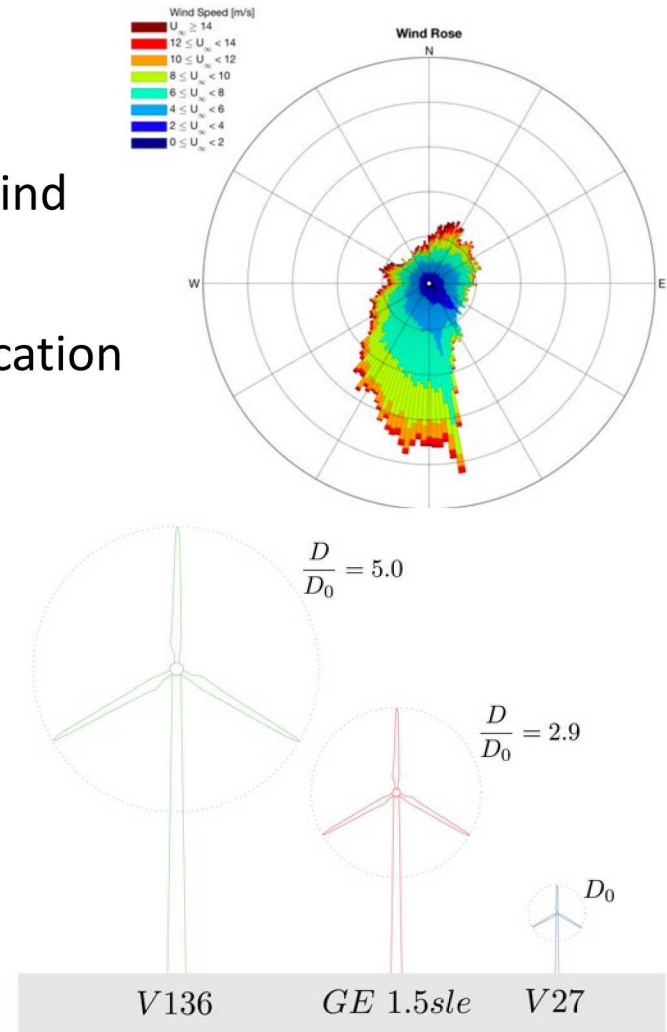 Wind Speed [m/s]
U∞ ≥ 14
12 ≤ U∞ < 14
10 ≤ U∞ < 12
8 ≤ U∞ < 10
6 ≤ U∞ < 8
4 ≤ U∞ < 6
2 ≤ U∞ < 4
0 ≤ U∞ < 2
Wind Rose
N
W
E
ind
cation
D/D₀ = 5.0
D/D₀ = 2.9
D₀
V136
GE 1.5sle
V27